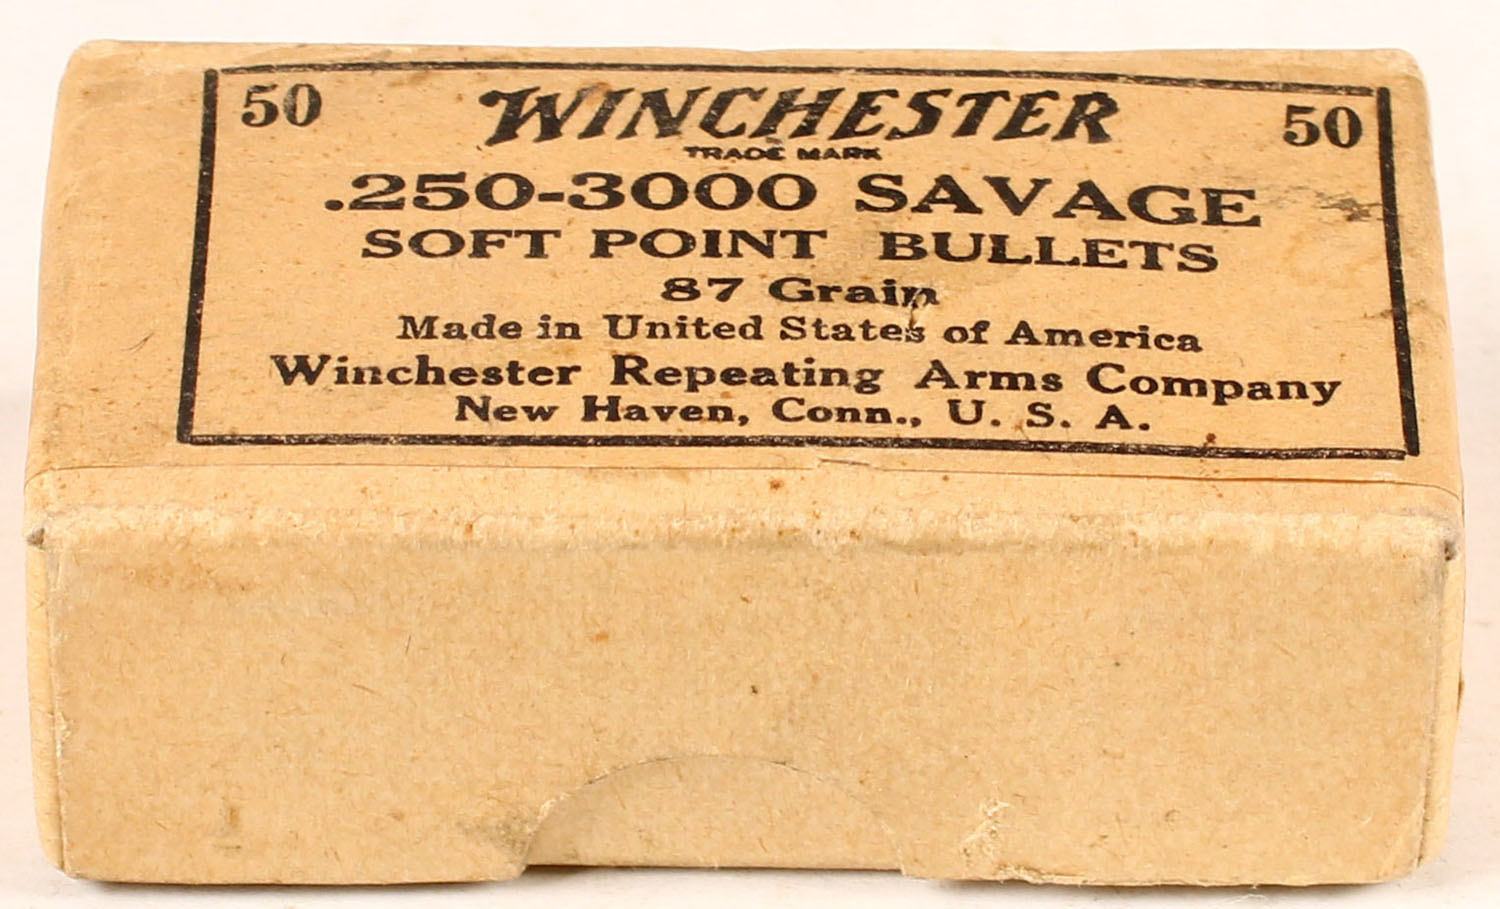 50 WINCHESTER 50
TRADE MARK
.250-3000 SAVAGE
SOFT POINT BULLETS
87 Grain
Made in United States of America
Winchester Repeating Arms Company
New Haven, Conn., U. S. A.